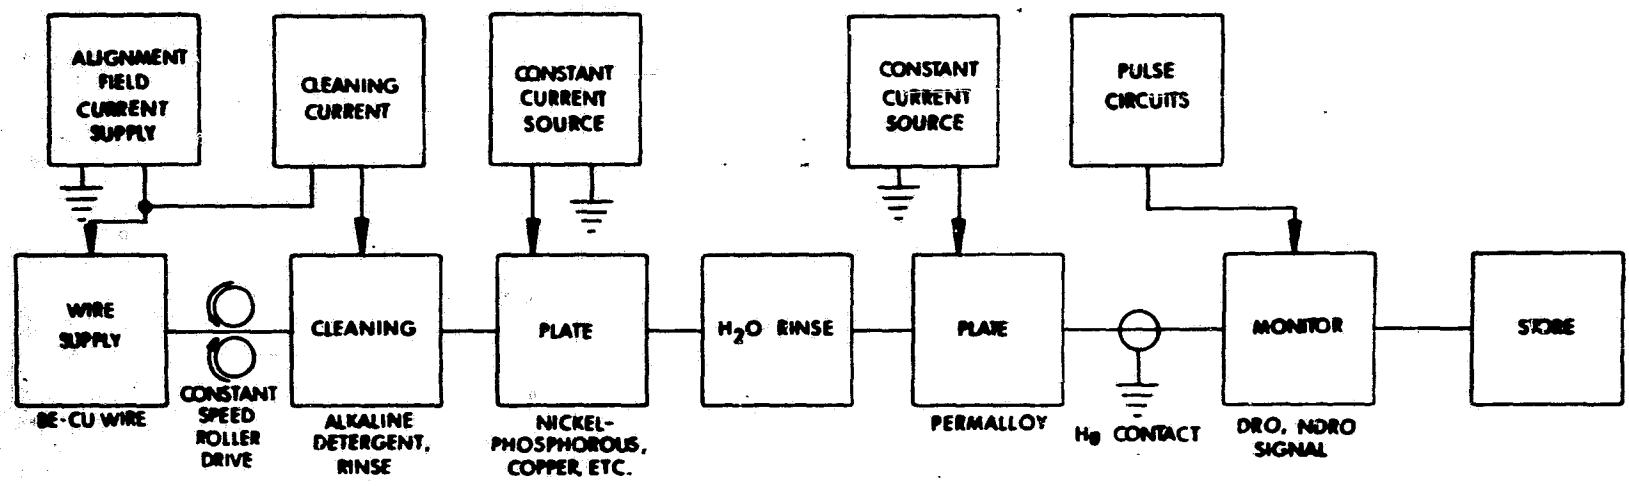 ALIGNMENT
FIELD
CURRENT
SUPPLY
CLEANING
CURRENT
CONSTANT
CURRENT
SOURCE
CONSTANT
CURRENT
SOURCE
PULSE
CIRCUITS
WIRE
SUPPLY
BE-CU WIRE
CONSTANT
SPEED
ROLLER
DRIVE
CLEANING
ALKALINE
DETERGENT,
RINSE
PLATE
NICKEL-
PHOSPHOROUS,
COPPER, ETC.
H₂O RINSE
PLATE
PERMALLOY
Hg CONTACT
MONITOR
DRO, NDRO
SIGNAL
STORE